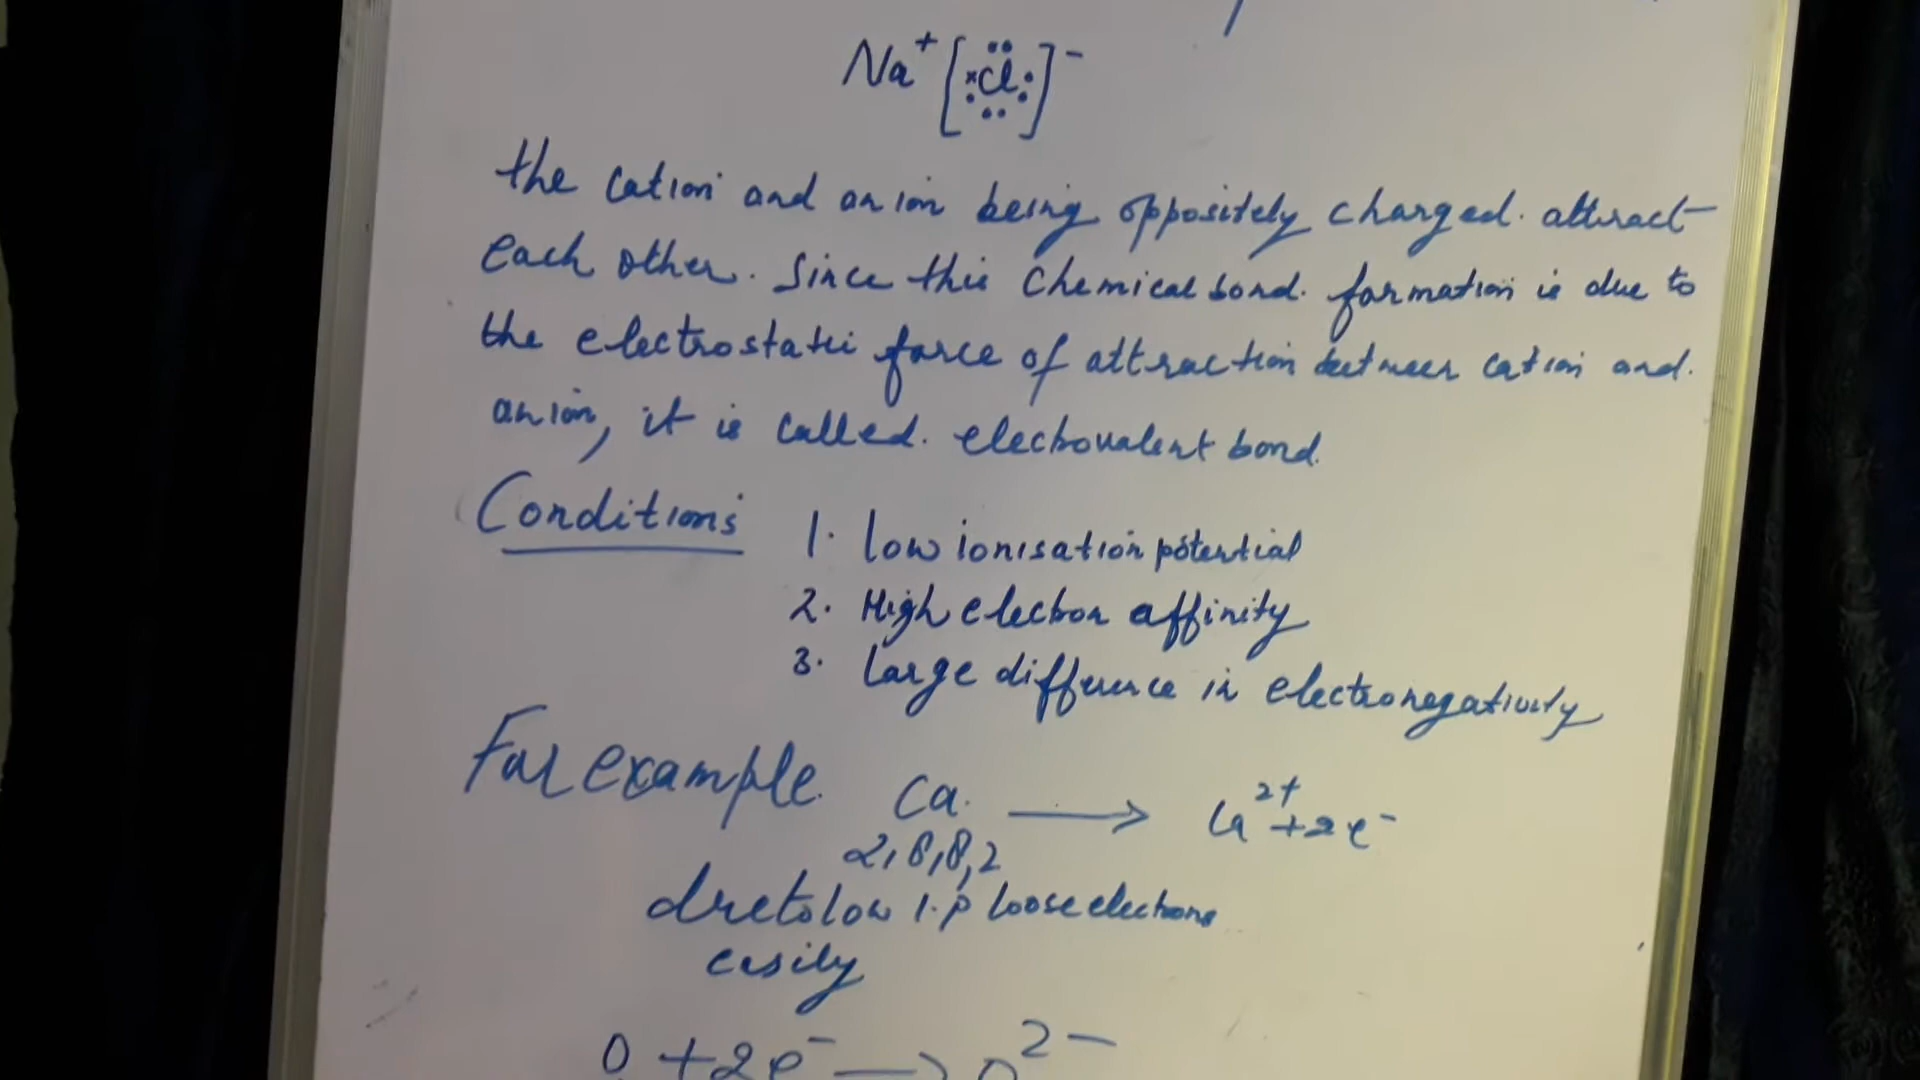 Na⁺ [Cl]⁻
the cation and anion being oppositely charged. attract
each other. Since this Chemical bond. formation is due to
the electrostatic force of attraction between cation and.
anion, it is called. electrovalent bond.
Conditions 1. low ionisation potential
2. High electron affinity
3. large difference in electronegativity
For example. Ca. → Ca²⁺ + 2e⁻
2,8,8,2
due to low I.P loose electrons
easily
O + 2e⁻ → O²⁻